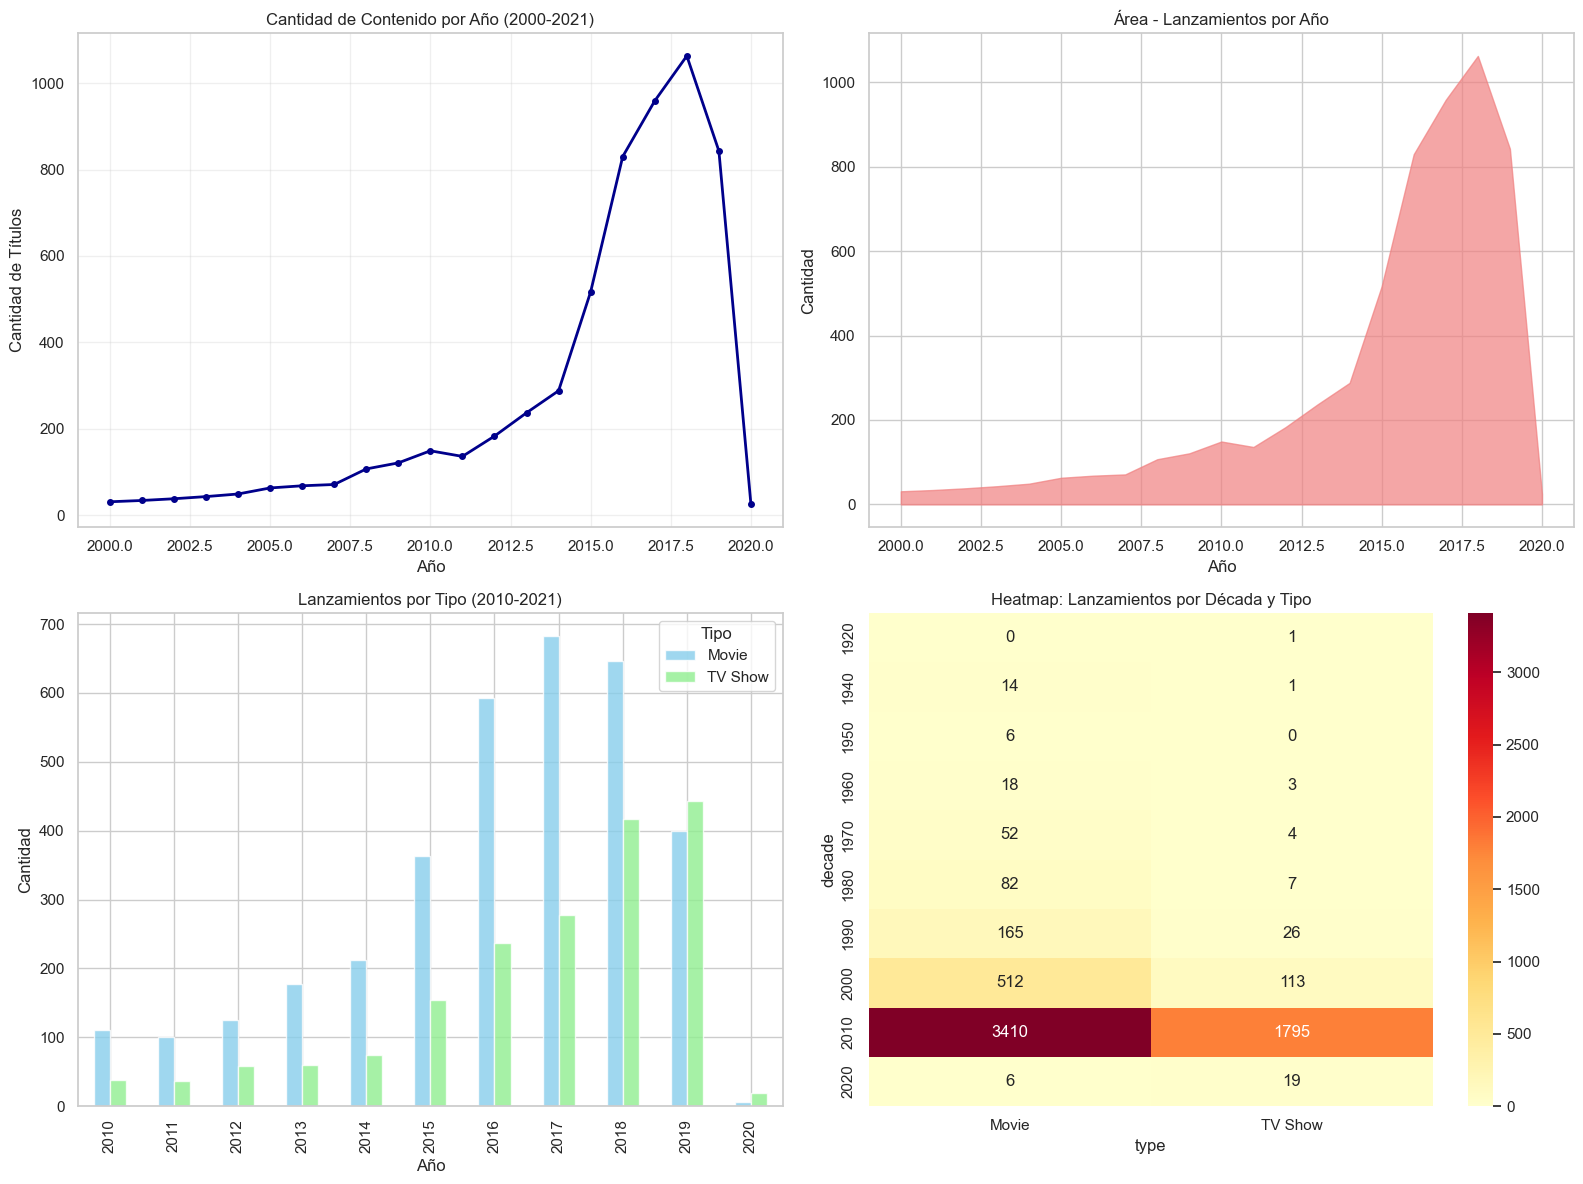 Cantidad de Contenido por Año (2000-2021)
Cantidad de Títulos
1000
800
600
400
200
0
2000.0 2002.5 2005.0 2007.5 2010.0 2012.5 2015.0 2017.5 2020.0
Año
Área - Lanzamientos por Año
Cantidad
1000
800
600
400
200
0
2000.0 2002.5 2005.0 2007.5 2010.0 2012.5 2015.0 2017.5 2020.0
Año
Lanzamientos por Tipo (2010-2021)
Tipo
Movie
TV Show
Cantidad
700
600
500
400
300
200
100
0
2010 2011 2012 2013 2014 2015 2016 2017 2018 2019 2020
Año
Heatmap: Lanzamientos por Década y Tipo
decade
1920 0 1
1940 14 1
1950 6 0
1960 18 3
1970 52 4
1980 82 7
1990 165 26
2000 512 113
2010 3410 1795
2020 6 19
Movie TV Show
type
3000
2500
2000
1500
1000
500
0